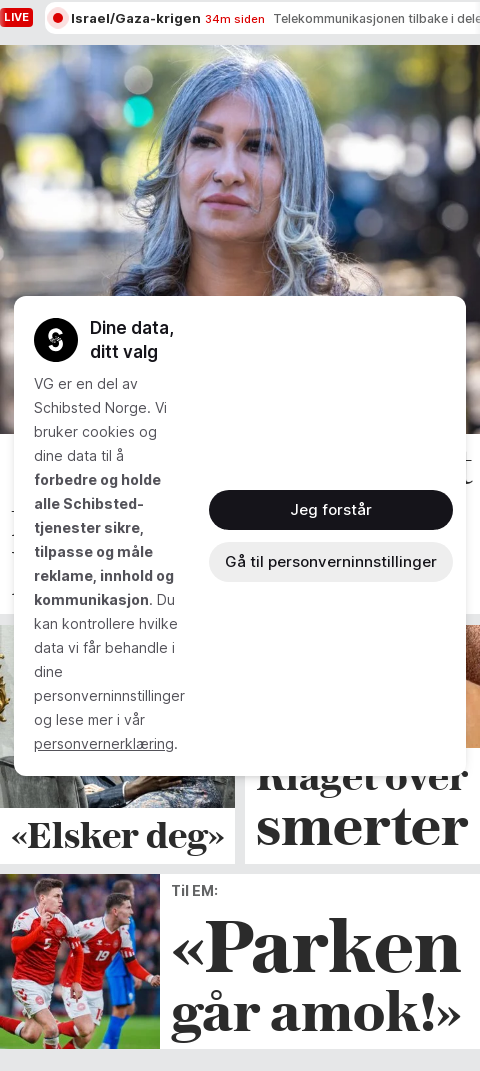 LIVE
Israel/Gaza-krigen 34m siden Telekommunikasjonen tilbake i dele
Dine data,
ditt valg
VG er en del av
Schibsted Norge. Vi
bruker cookies og
dine data til å
forbedre og holde
alle Schibsted-
tjenester sikre,
tilpasse og måle
reklame, innhold og
kommunikasjon. Du
kan kontrollere hvilke
data vi får behandle i
dine
personverninnstillinger
og lese mer i vår
personvernerklæring.
Jeg forstår
Gå til personverninnstillinger
«Elsker deg»
Klaget over
smerter
Til EM:
«Parken
går amok!»